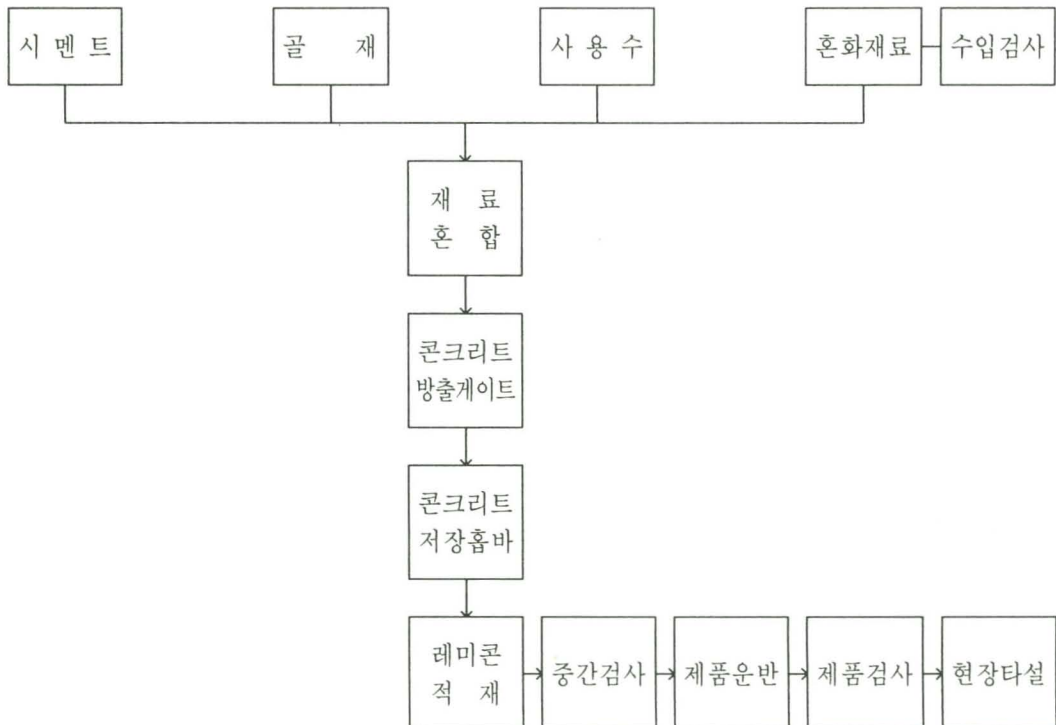 시 멘 트
골 재
사 용 수
혼화재료
수입검사
재 료
혼 합
콘크리트
방출게이트
콘크리트
저장홉바
레미콘
적 재
중간검사
제품운반
제품검사
현장타설